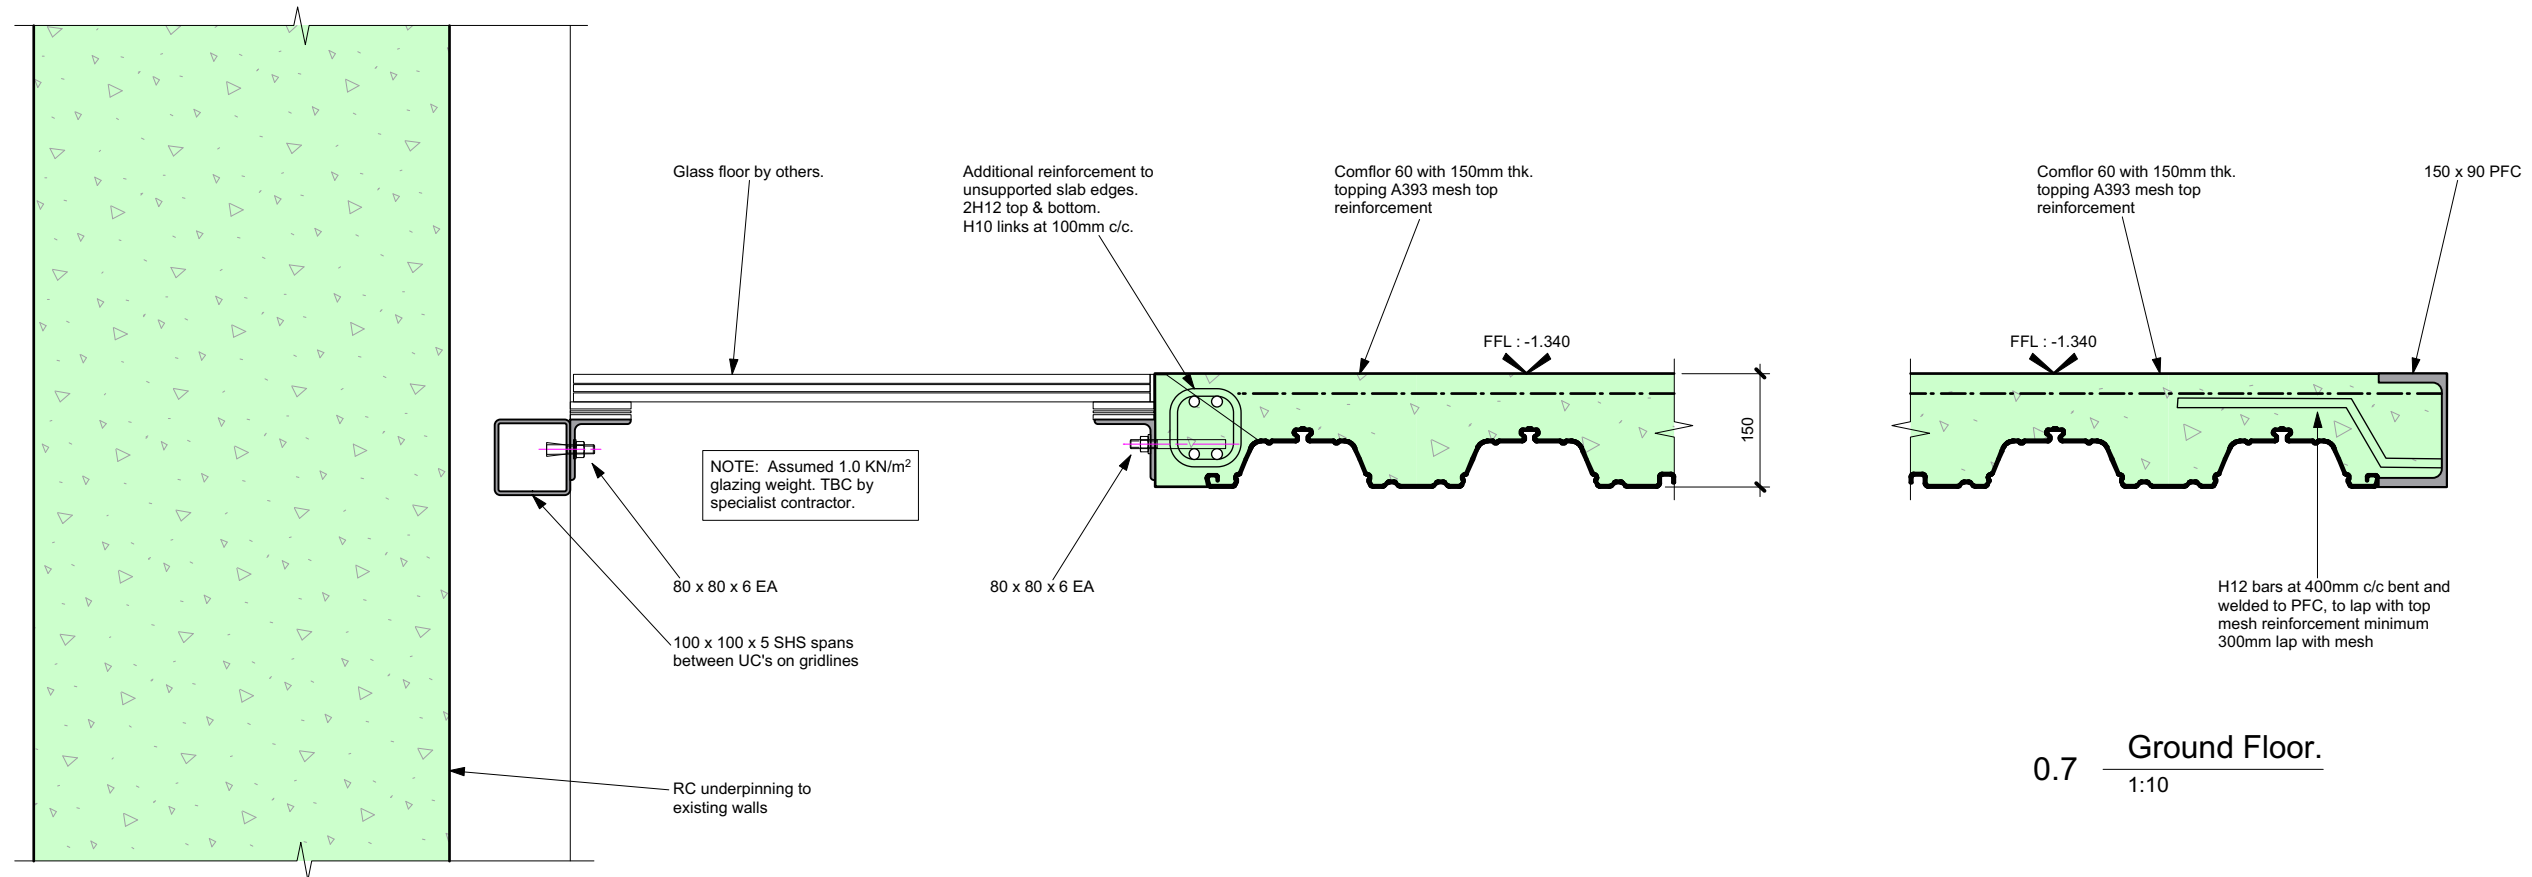 Glass floor by others.
Additional reinforcement to
unsupported slab edges.
2H12 top & bottom.
H10 links at 100mm c/c.
Comflor 60 with 150mm thk.
topping A393 mesh top
reinforcement
Comflor 60 with 150mm thk.
topping A393 mesh top
reinforcement
150 x 90 PFC
FFL : -1.340
FFL : -1.340
150
NOTE:  Assumed 1.0 KN/m²
glazing weight. TBC by
specialist contractor.
80 x 80 x 6 EA
80 x 80 x 6 EA
H12 bars at 400mm c/c bent and
welded to PFC, to lap with top
mesh reinforcement minimum
300mm lap with mesh
100 x 100 x 5 SHS spans
between UC's on gridlines
RC underpinning to
existing walls
0.7 Ground Floor.
1:10